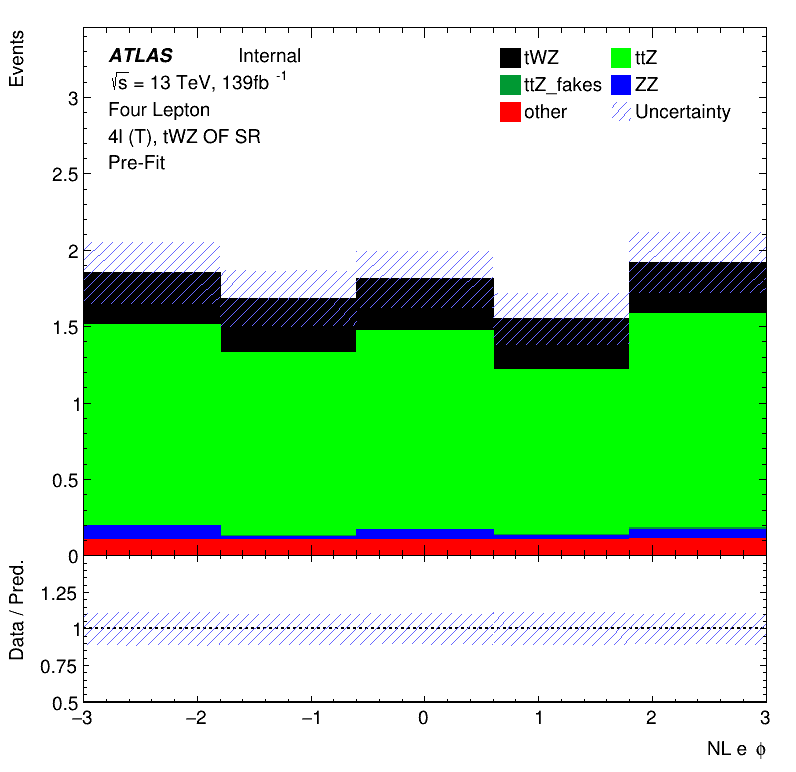 Events
ATLAS Internal
√s = 13 TeV, 139fb⁻¹
Four Lepton
4l (T), tWZ OF SR
Pre-Fit
tWZ ttZ
ttZ_fakes ZZ
other Uncertainty
3
2.5
2
1.5
1
0.5
0
Data / Pred.
1.25
1
0.75
0.5
−3 −2 −1 0 1 2 3
NL e ϕ